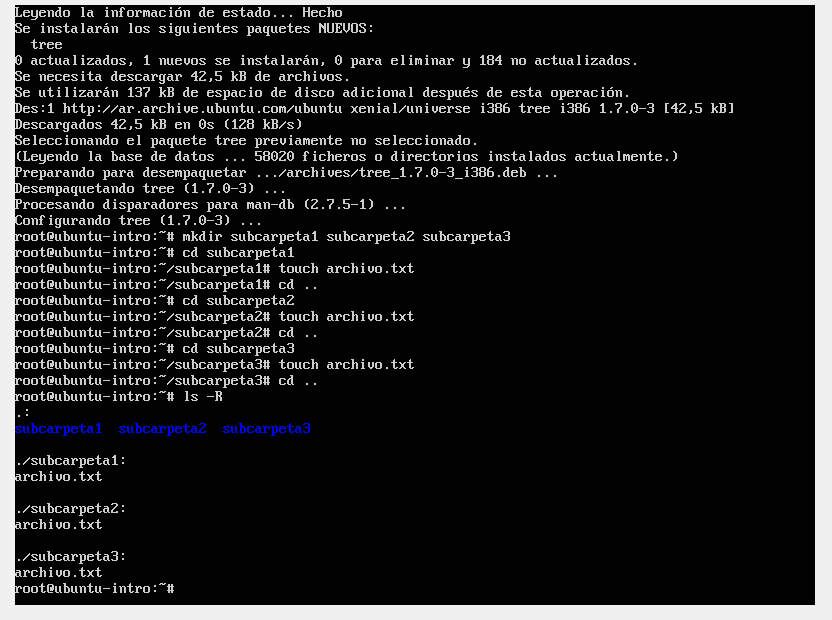 Leyendo la información de estado... Hecho
Se instalarán los siguientes paquetes NUEVOS:
  tree
0 actualizados, 1 nuevos se instalarán, 0 para eliminar y 184 no actualizados.
Se necesita descargar 42,5 kB de archivos.
Se utilizarán 137 kB de espacio de disco adicional después de esta operación.
Des:1 http://ar.archive.ubuntu.com/ubuntu xenial/universe i386 tree i386 1.7.0-3 [42,5 kB]
Descargados 42,5 kB en 0s (128 kB/s)
Seleccionando el paquete tree previamente no seleccionado.
(Leyendo la base de datos ... 58020 ficheros o directorios instalados actualmente.)
Preparando para desempaquetar .../archives/tree_1.7.0-3_i386.deb ...
Desempaquetando tree (1.7.0-3) ...
Procesando disparadores para man-db (2.7.5-1) ...
Configurando tree (1.7.0-3) ...
root@ubuntu-intro:~# mkdir subcarpeta1 subcarpeta2 subcarpeta3
root@ubuntu-intro:~# cd subcarpeta1
root@ubuntu-intro:~/subcarpeta1# touch archivo.txt
root@ubuntu-intro:~/subcarpeta1# cd ..
root@ubuntu-intro:~# cd subcarpeta2
root@ubuntu-intro:~/subcarpeta2# touch archivo.txt
root@ubuntu-intro:~/subcarpeta2# cd ..
root@ubuntu-intro:~# cd subcarpeta3
root@ubuntu-intro:~/subcarpeta3# touch archivo.txt
root@ubuntu-intro:~/subcarpeta3# cd ..
root@ubuntu-intro:~# ls -R
.:
subcarpeta1  subcarpeta2  subcarpeta3

./subcarpeta1:
archivo.txt

./subcarpeta2:
archivo.txt

./subcarpeta3:
archivo.txt
root@ubuntu-intro:~#